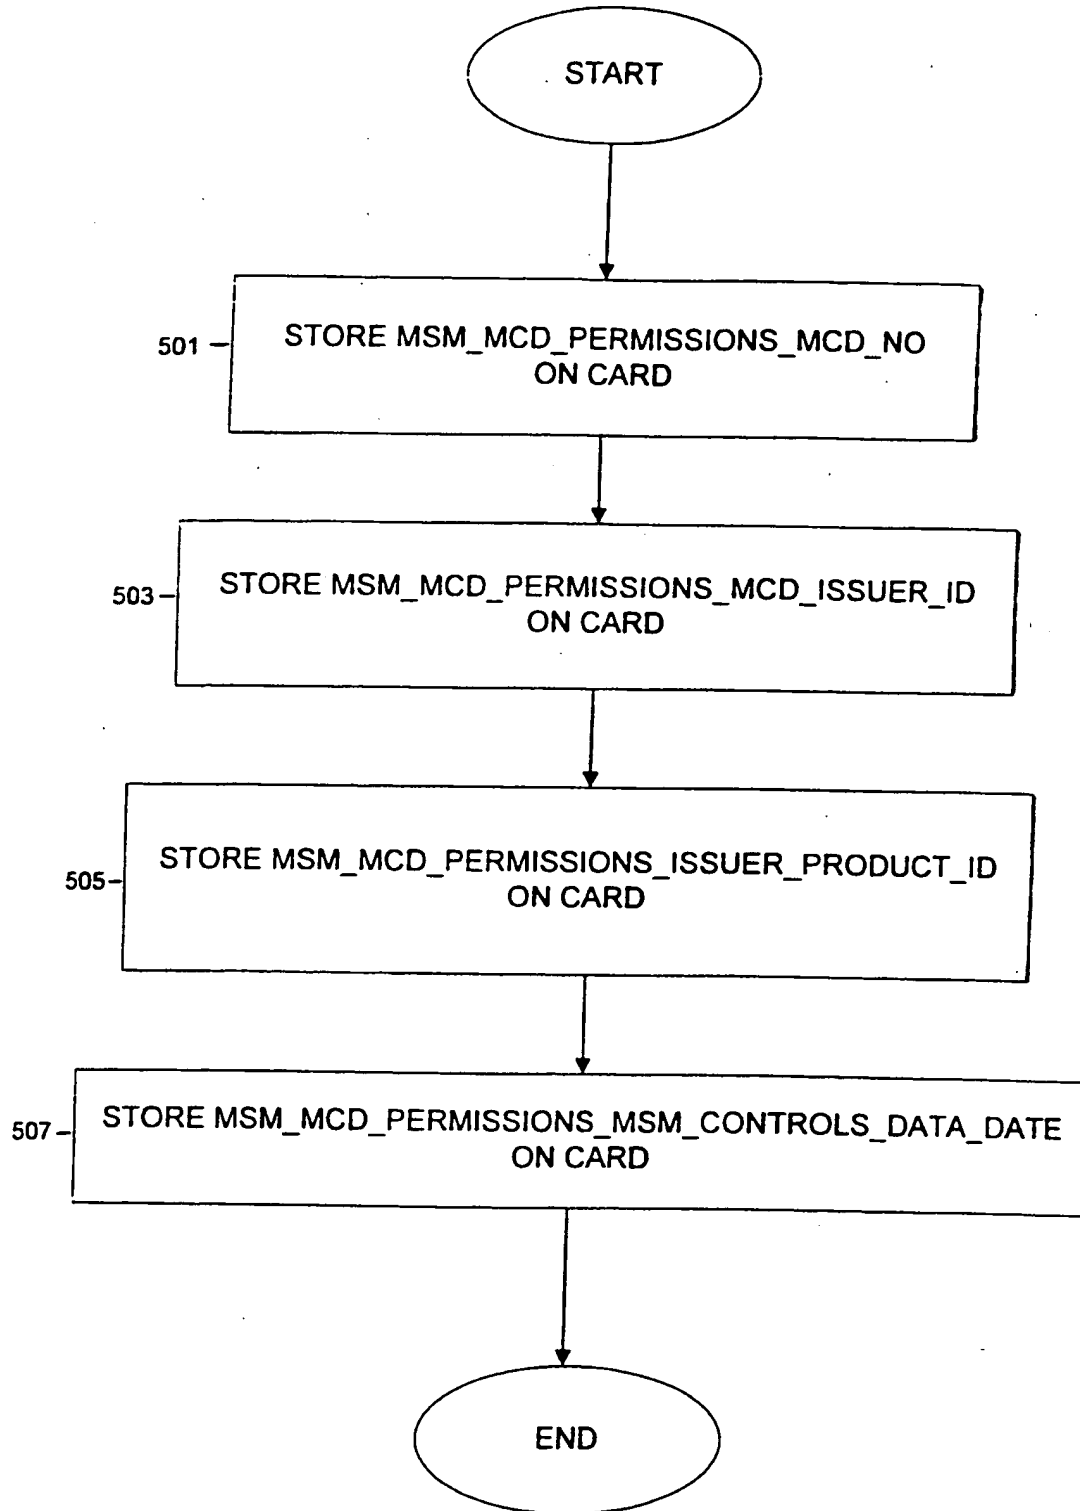 START
501
STORE MSM_MCD_PERMISSIONS_MCD_NO
ON CARD
503
STORE MSM_MCD_PERMISSIONS_MCD_ISSUER_ID
ON CARD
505
STORE MSM_MCD_PERMISSIONS_ISSUER_PRODUCT_ID
ON CARD
507
STORE MSM_MCD_PERMISSIONS_MSM_CONTROLS_DATA_DATE
ON CARD
END